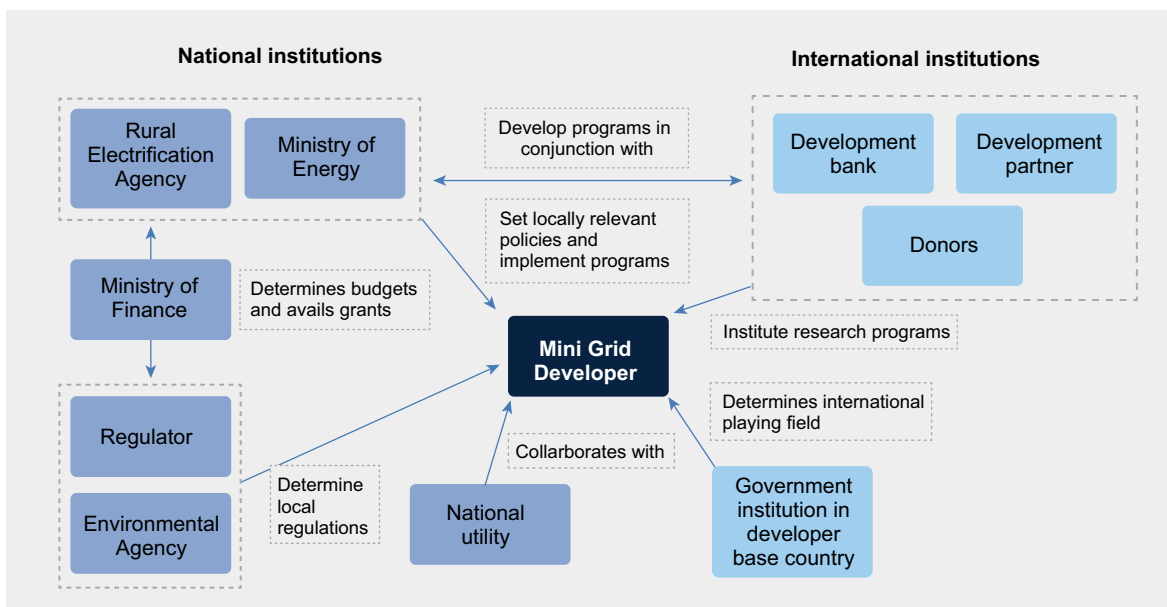 National institutions
International institutions
Rural
Electrification
Agency
Ministry of
Energy
Develop programs in
conjunction with
Development
bank
Development
partner
Donors
Set locally relevant
policies and
implement programs
Ministry of
Finance
Determines budgets
and avails grants
Institute research programs
Mini Grid
Developer
Determines international
playing field
Regulator
Collarborates with
Environmental
Agency
Determine
local
regulations
National
utility
Government
institution in
developer
base country